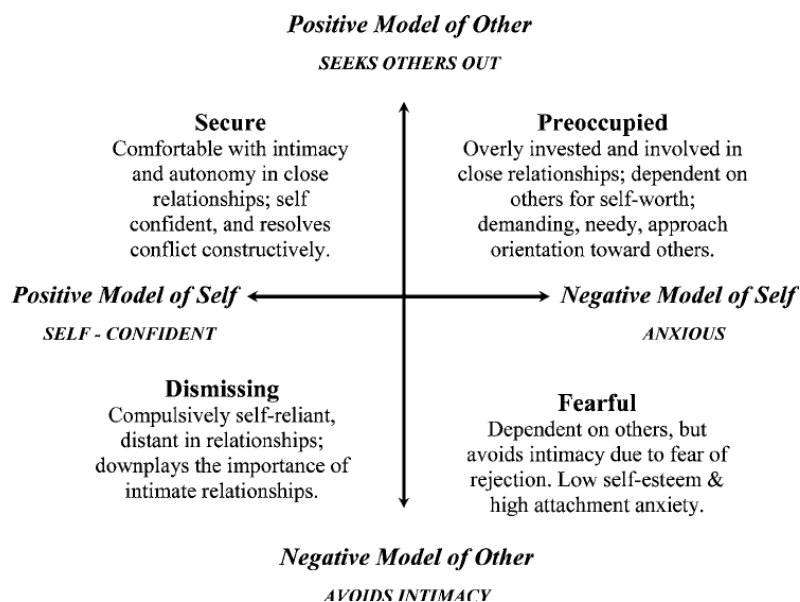 Positive Model of Other
SEEKS OTHERS OUT
Secure
Comfortable with intimacy
and autonomy in close
relationships; self
confident, and resolves
conflict constructively.
Preoccupied
Overly invested and involved in
close relationships; dependent on
others for self-worth;
demanding, needy, approach
orientation toward others.
Positive Model of Self
SELF - CONFIDENT
Negative Model of Self
ANXIOUS
Dismissing
Compulsively self-reliant,
distant in relationships;
downplays the importance of
intimate relationships.
Fearful
Dependent on others, but
avoids intimacy due to fear of
rejection. Low self-esteem &
high attachment anxiety.
Negative Model of Other
AVOIDS INTIMACY